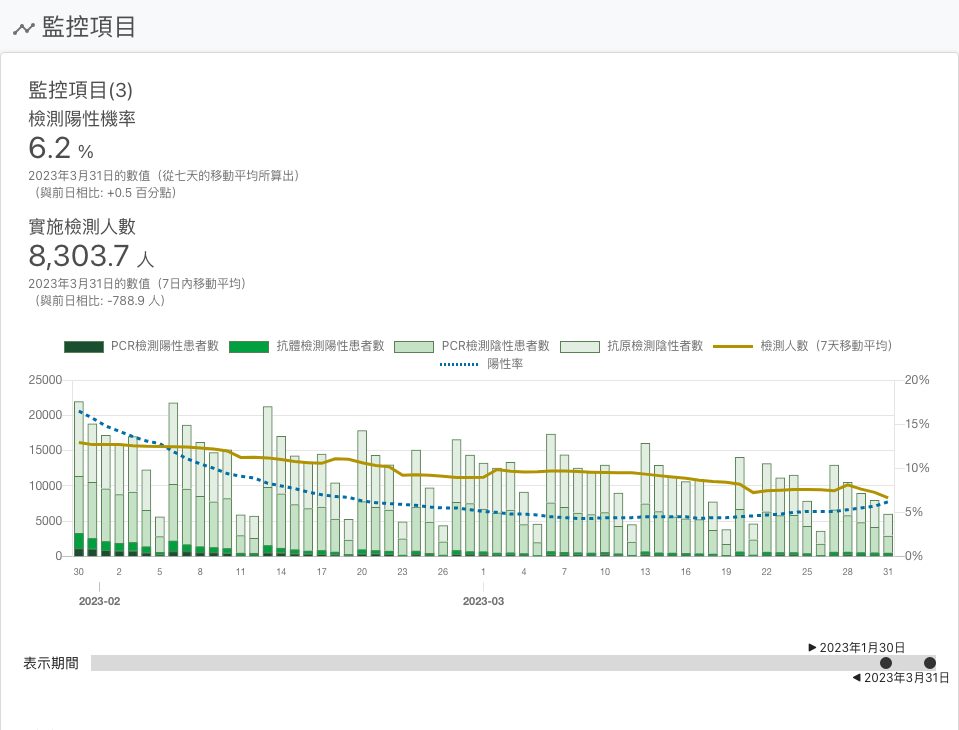 監控項目
監控項目(3)
檢測陽性機率
6.2 %
2023年3月31日的數值（從七天的移動平均所算出）
（與前日相比: +0.5 百分點）
實施檢測人數
8,303.7 人
2023年3月31日的數值（7日內移動平均）
（與前日相比: -788.9 人）
PCR檢測陽性患者數 抗體檢測陽性患者數 PCR檢測陰性患者數 抗原檢測陰性者數 檢測人數（7天移動平均）
陽性率
25000 20%
20000 15%
15000
10000 10%
5000 5%
0 0%
30 2 5 8 11 14 17 20 23 26 1 4 7 10 13 16 19 22 25 28 31
2023-02 2023-03
▶ 2023年1月30日
表示期間
◀ 2023年3月31日